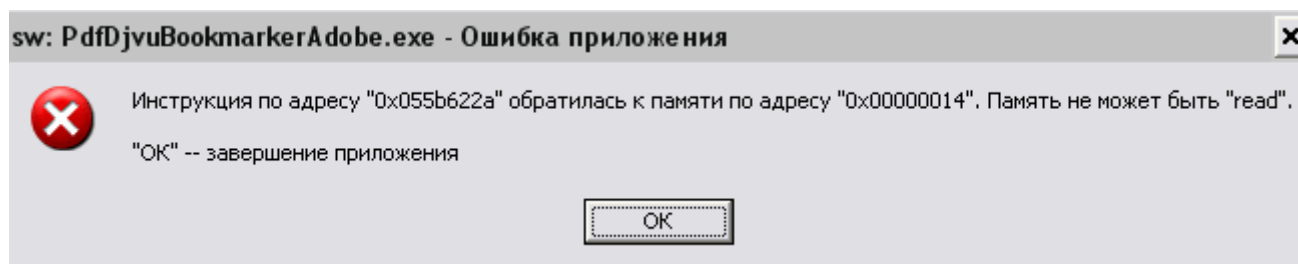 sw: PdfDjvuBookmarkerAdobe.exe - Ошибка приложения
Инструкция по адресу "0x055b622a" обратилась к памяти по адресу "0x00000014". Память не может быть "read".
"ОК" -- завершение приложения
ОК